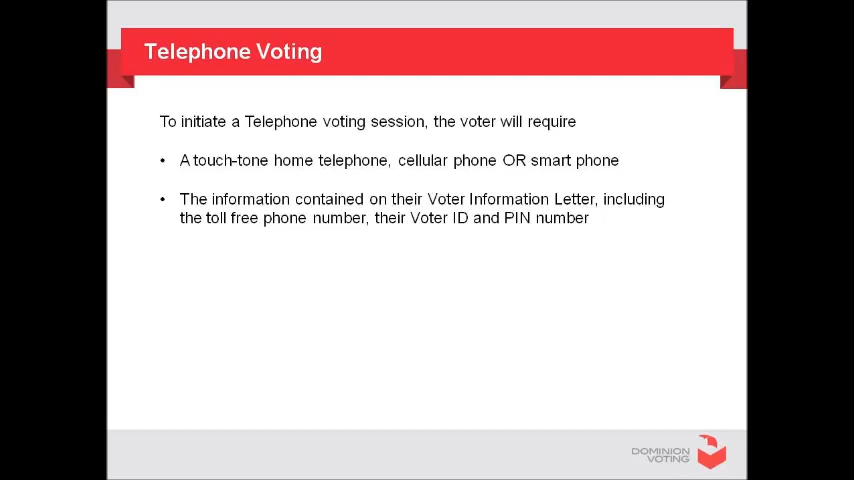 Telephone Voting
To initiate a Telephone voting session, the voter will require
• A touch-tone home telephone, cellular phone OR smart phone
• The information contained on their Voter Information Letter, including
the toll free phone number, their Voter ID and PIN number
DOMINION
VOTING